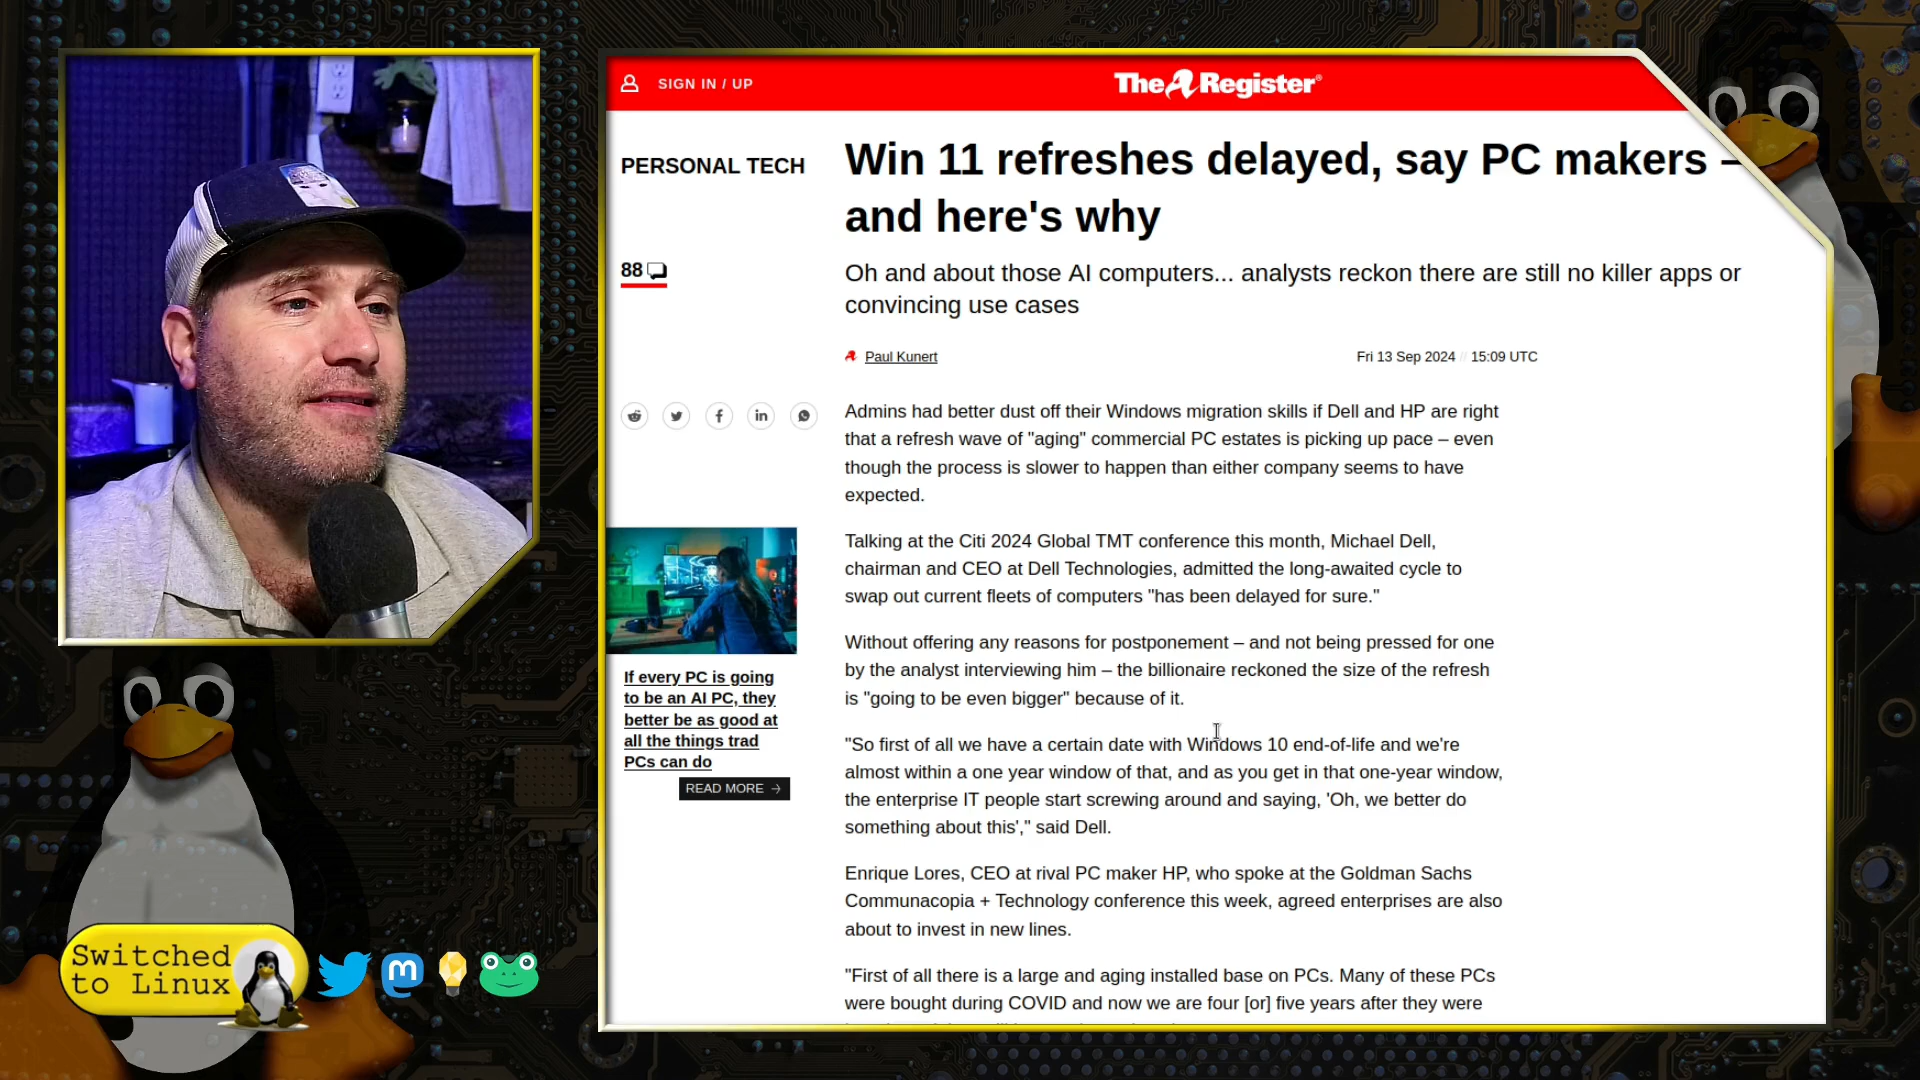 SIGN IN / UP
The Register®
PERSONAL TECH
Win 11 refreshes delayed, say PC makers –
and here's why
88
Oh and about those AI computers... analysts reckon there are still no killer apps or
convincing use cases
Paul Kunert
Fri 13 Sep 2024 // 15:09 UTC
Admins had better dust off their Windows migration skills if Dell and HP are right
that a refresh wave of "aging" commercial PC estates is picking up pace – even
though the process is slower to happen than either company seems to have
expected.
Talking at the Citi 2024 Global TMT conference this month, Michael Dell,
chairman and CEO at Dell Technologies, admitted the long-awaited cycle to
swap out current fleets of computers "has been delayed for sure."
Without offering any reasons for postponement – and not being pressed for one
by the analyst interviewing him – the billionaire reckoned the size of the refresh
is "going to be even bigger" because of it.
If every PC is going
to be an AI PC, they
better be as good at
all the things trad
PCs can do
READ MORE →
"So first of all we have a certain date with Windows 10 end-of-life and we're
almost within a one year window of that, and as you get in that one-year window,
the enterprise IT people start screwing around and saying, 'Oh, we better do
something about this'," said Dell.
Enrique Lores, CEO at rival PC maker HP, who spoke at the Goldman Sachs
Communacopia + Technology conference this week, agreed enterprises are also
about to invest in new lines.
"First of all there is a large and aging installed base on PCs. Many of these PCs
were bought during COVID and now we are four [or] five years after they were
Switched
to Linux